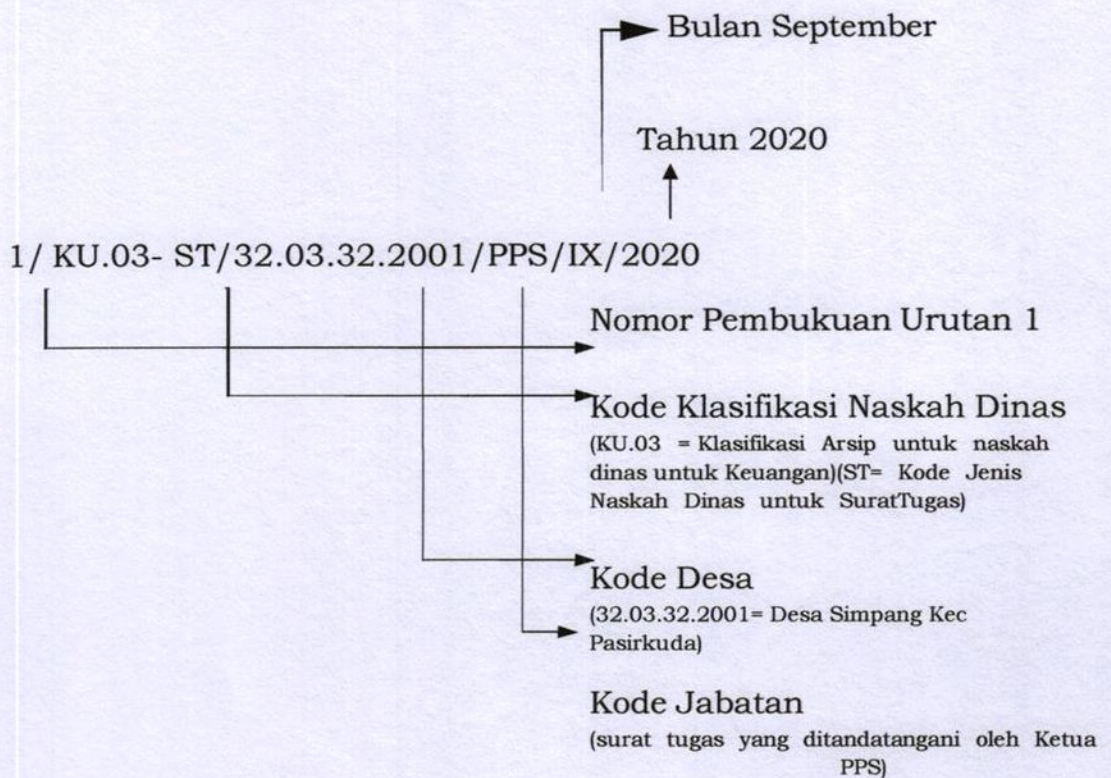 Bulan September
Tahun 2020
1/ KU.03- ST/32.03.32.2001/PPS/IX/2020
Nomor Pembukuan Urutan 1
Kode Klasifikasi Naskah Dinas
(KU.03 = Klasifikasi Arsip untuk naskah
dinas untuk Keuangan)(ST= Kode Jenis
Naskah Dinas untuk SuratTugas)
Kode Desa
(32.03.32.2001= Desa Simpang Kec
Pasirkuda)
Kode Jabatan
(surat tugas yang ditandatangani oleh Ketua
PPS)